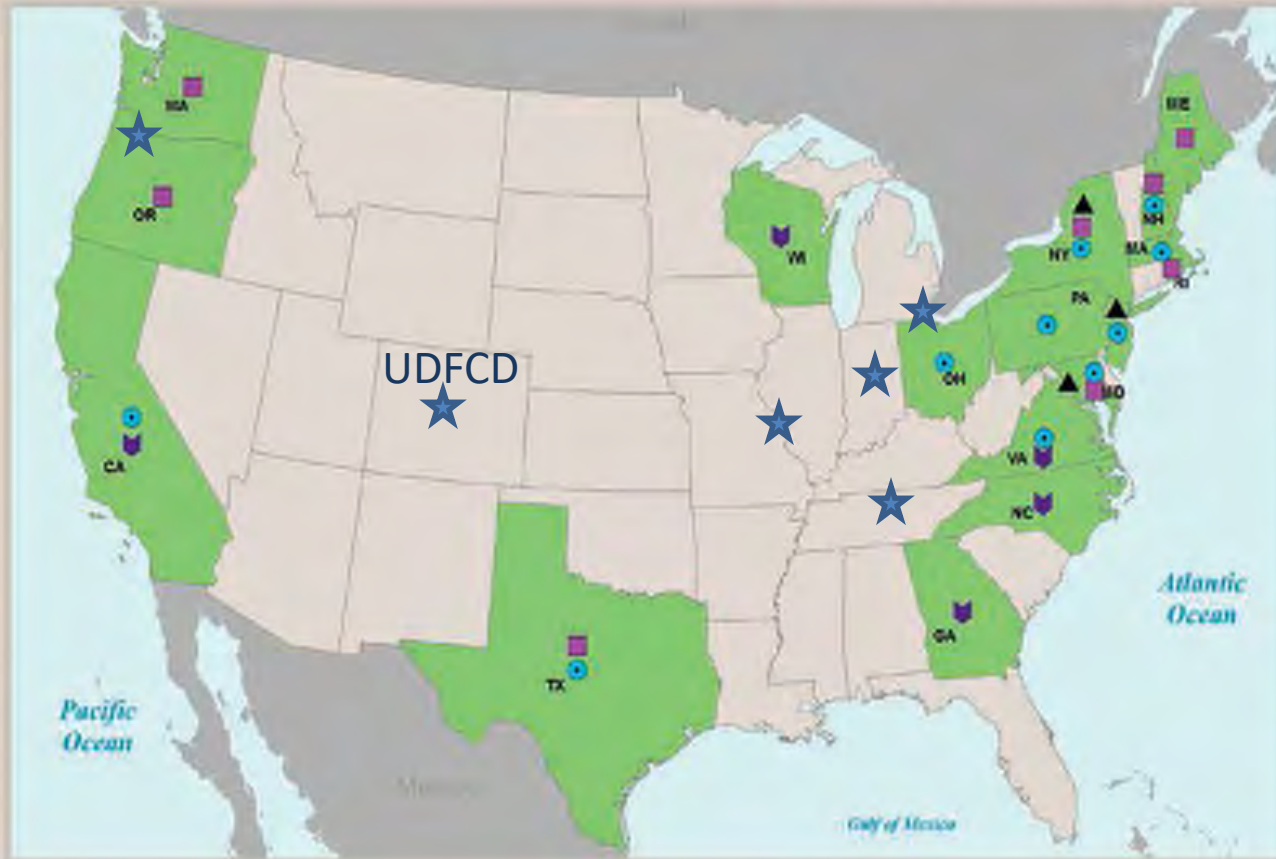 WA
OR
CA
UDFCD
TX
WI
OH
GA
NC
VA
MD
PA
NY
MA
RI
NH
ME
Pacific
Ocean
Atlantic
Ocean
Gulf of Mexico
Mexico